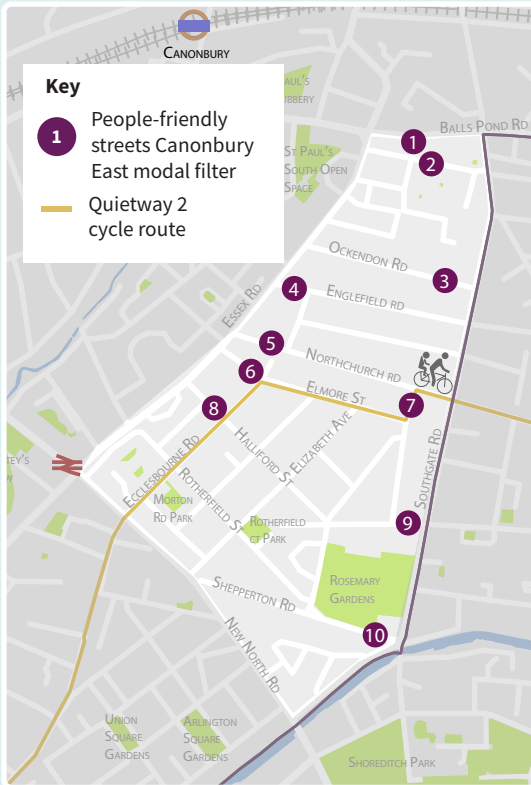 CANONBURY
Key
1
People-friendly
streets Canonbury
East modal filter
Quietway 2
cycle route
AUL'S
BBERY
ST PAUL'S
SOUTH OPEN
SPACE
BALLS POND RD
1
2
OCKENDON RD
3
4
ENGLEFIELD RD
ESSEX RD
5
NORTHCHURCH RD
6
ELMORE ST
7
8
ECCLESBOURNE RD
HALLIFORD ST
ELIZABETH AVE
SOUTHGATE RD
TEY'S
W
ROTHERFIELD ST
MORTON
RD PARK
ROTHERFIELD
CT PARK
9
ROSEMARY
GARDENS
SHEPPERTON RD
10
NEW NORTH RD
UNION
SQUARE
GARDENS
ARLINGTON
SQUARE
GARDENS
SHOREDITCH PARK